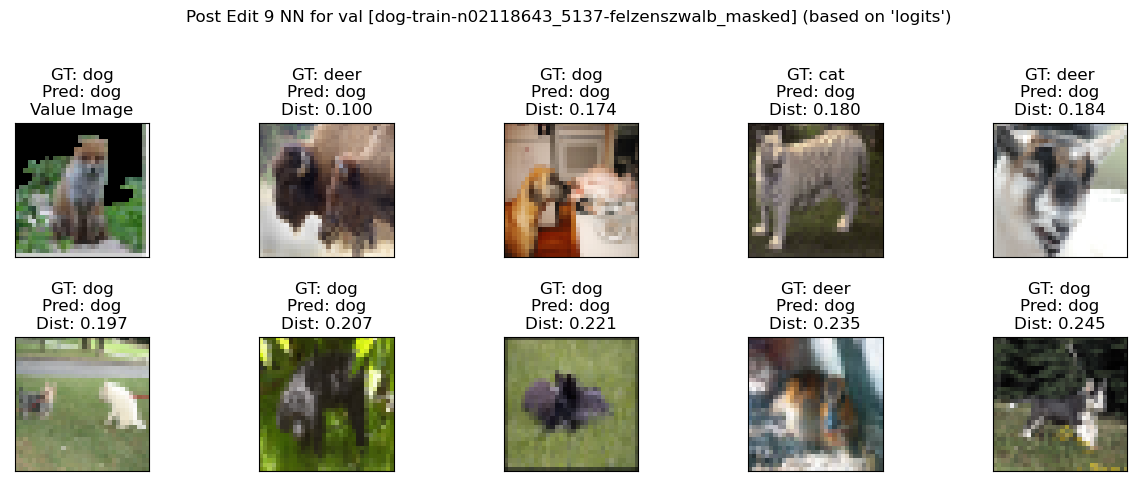 Post Edit 9 NN for val [dog-train-n02118643_5137-felzenszwalb_masked] (based on 'logits')
GT: dog
Pred: dog
Value Image
GT: deer
Pred: dog
Dist: 0.100
GT: dog
Pred: dog
Dist: 0.174
GT: cat
Pred: dog
Dist: 0.180
GT: deer
Pred: dog
Dist: 0.184
GT: dog
Pred: dog
Dist: 0.197
GT: dog
Pred: dog
Dist: 0.207
GT: dog
Pred: dog
Dist: 0.221
GT: deer
Pred: dog
Dist: 0.235
GT: dog
Pred: dog
Dist: 0.245